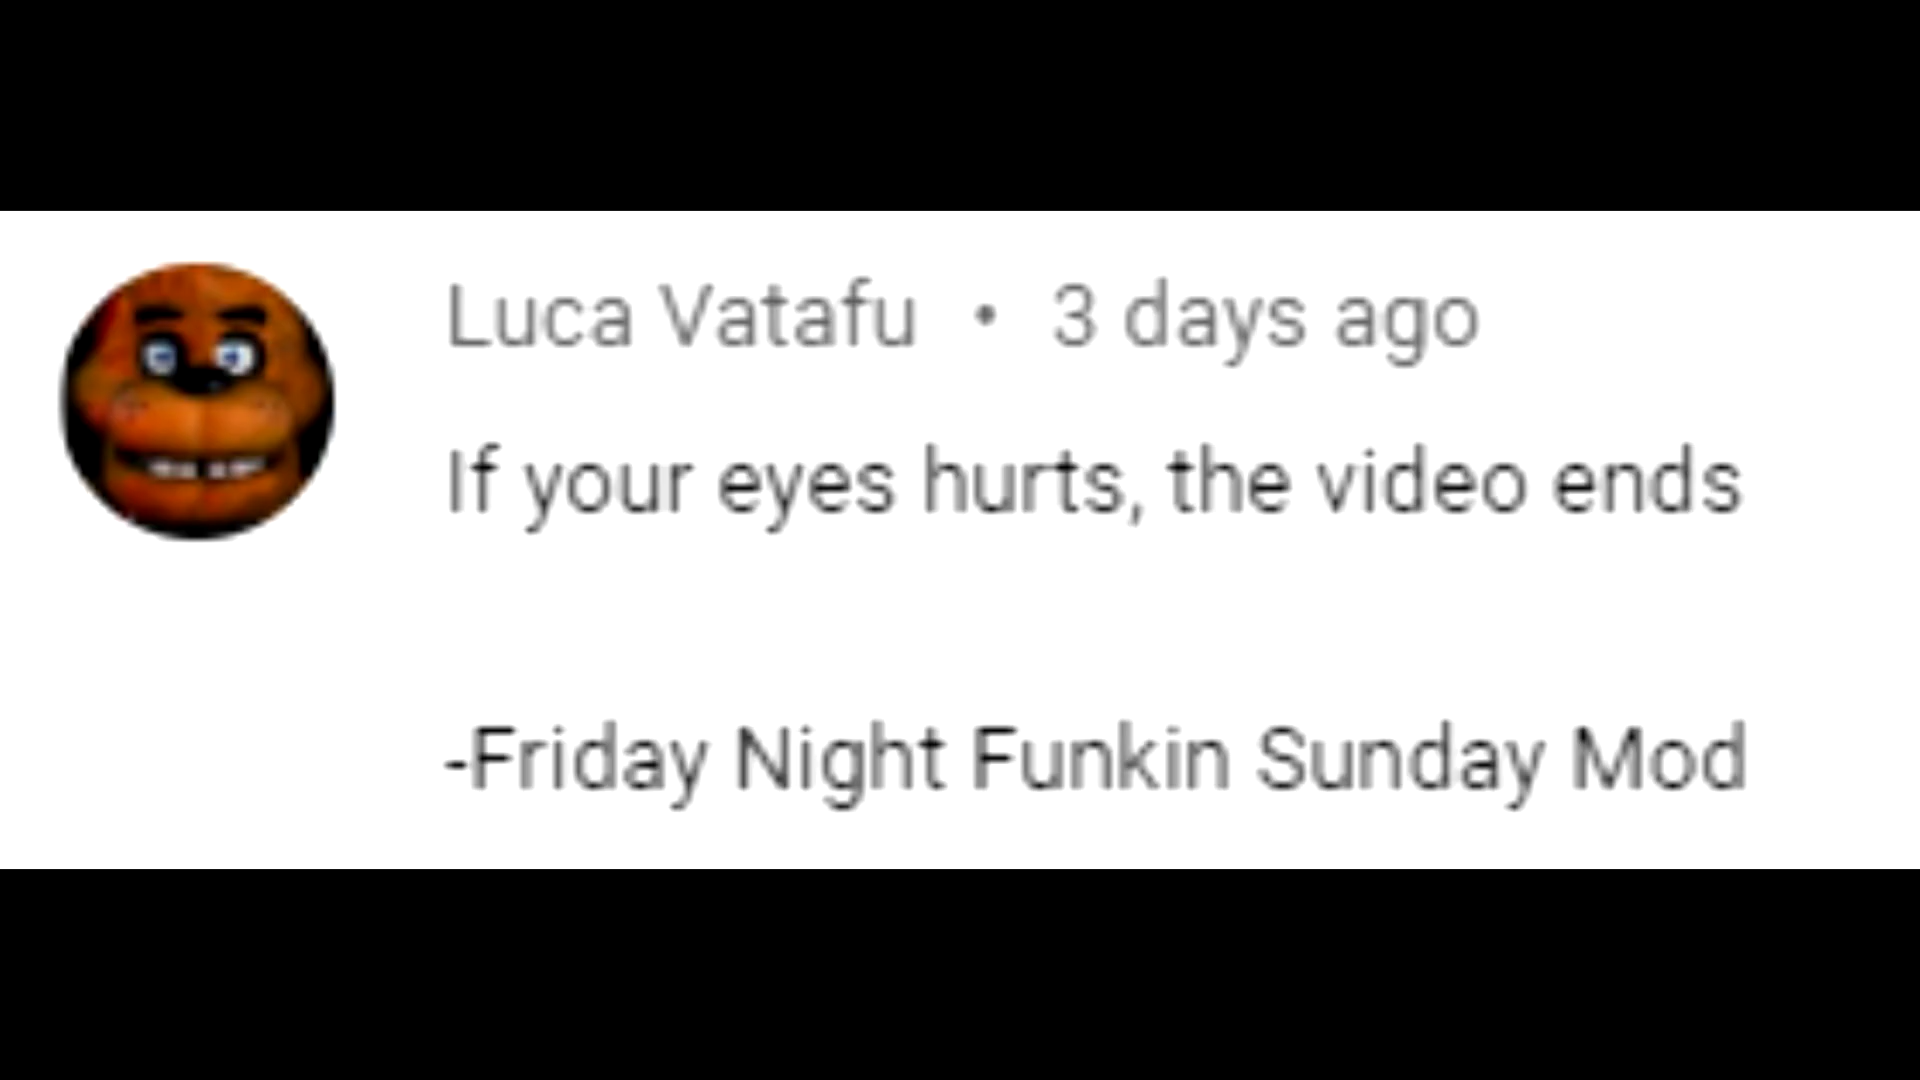 Luca Vatafu • 3 days ago
If your eyes hurts, the video ends
-Friday Night Funkin Sunday Mod